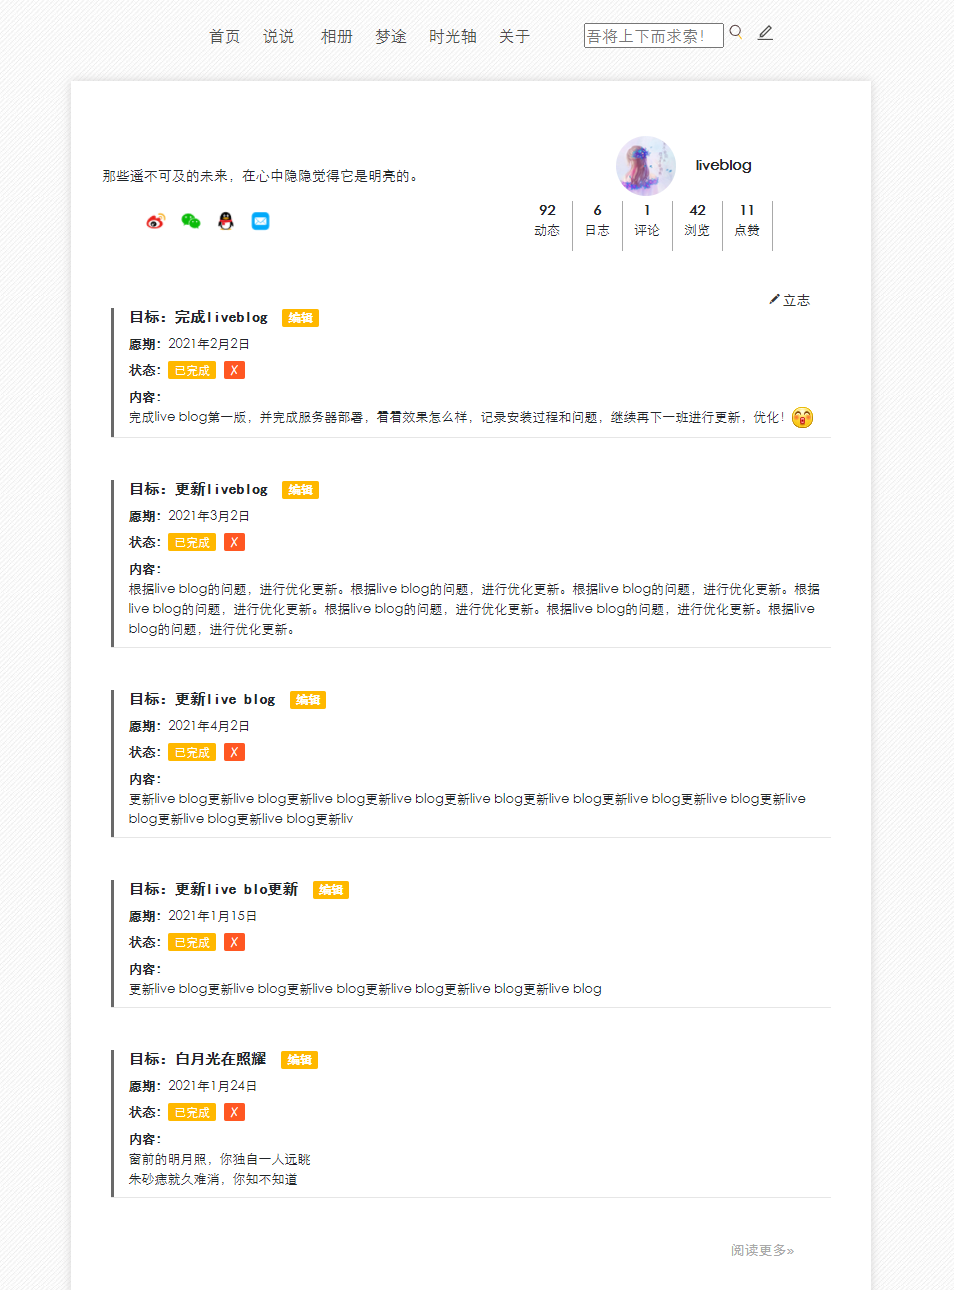 首页 说说 相册 梦途 时光轴 关于 吾将上下而求索!
liveblog
那些遥不可及的未来，在心中隐隐觉得它是明亮的。
92 6 1 42 11
动态 日志 评论 浏览 点赞
立志
目标：完成liveblog 编辑
愿期：2021年2月2日
状态：已完成 ✗
内容：
完成live blog第一版，并完成服务器部署，看看效果怎么样，记录安装过程和问题，继续再下一班进行更新，优化！
目标：更新liveblog 编辑
愿期：2021年3月2日
状态：已完成 ✗
内容：
根据live blog的问题，进行优化更新。根据live blog的问题，进行优化更新。根据live blog的问题，进行优化更新。根据
live blog的问题，进行优化更新。根据live blog的问题，进行优化更新。根据live blog的问题，进行优化更新。根据live
blog的问题，进行优化更新。
目标：更新live blog 编辑
愿期：2021年4月2日
状态：已完成 ✗
内容：
更新live blog更新live blog更新live blog更新live blog更新live blog更新live blog更新live blog更新live blog更新live
blog更新live blog更新live blog更新liv
目标：更新live blo更新 编辑
愿期：2021年1月15日
状态：已完成 ✗
内容：
更新live blog更新live blog更新live blog更新live blog更新live blog更新live blog
目标：白月光在照耀 编辑
愿期：2021年1月24日
状态：已完成 ✗
内容：
窗前的明月照，你独自一人远眺
朱砂痣就久难消，你知不知道
阅读更多»